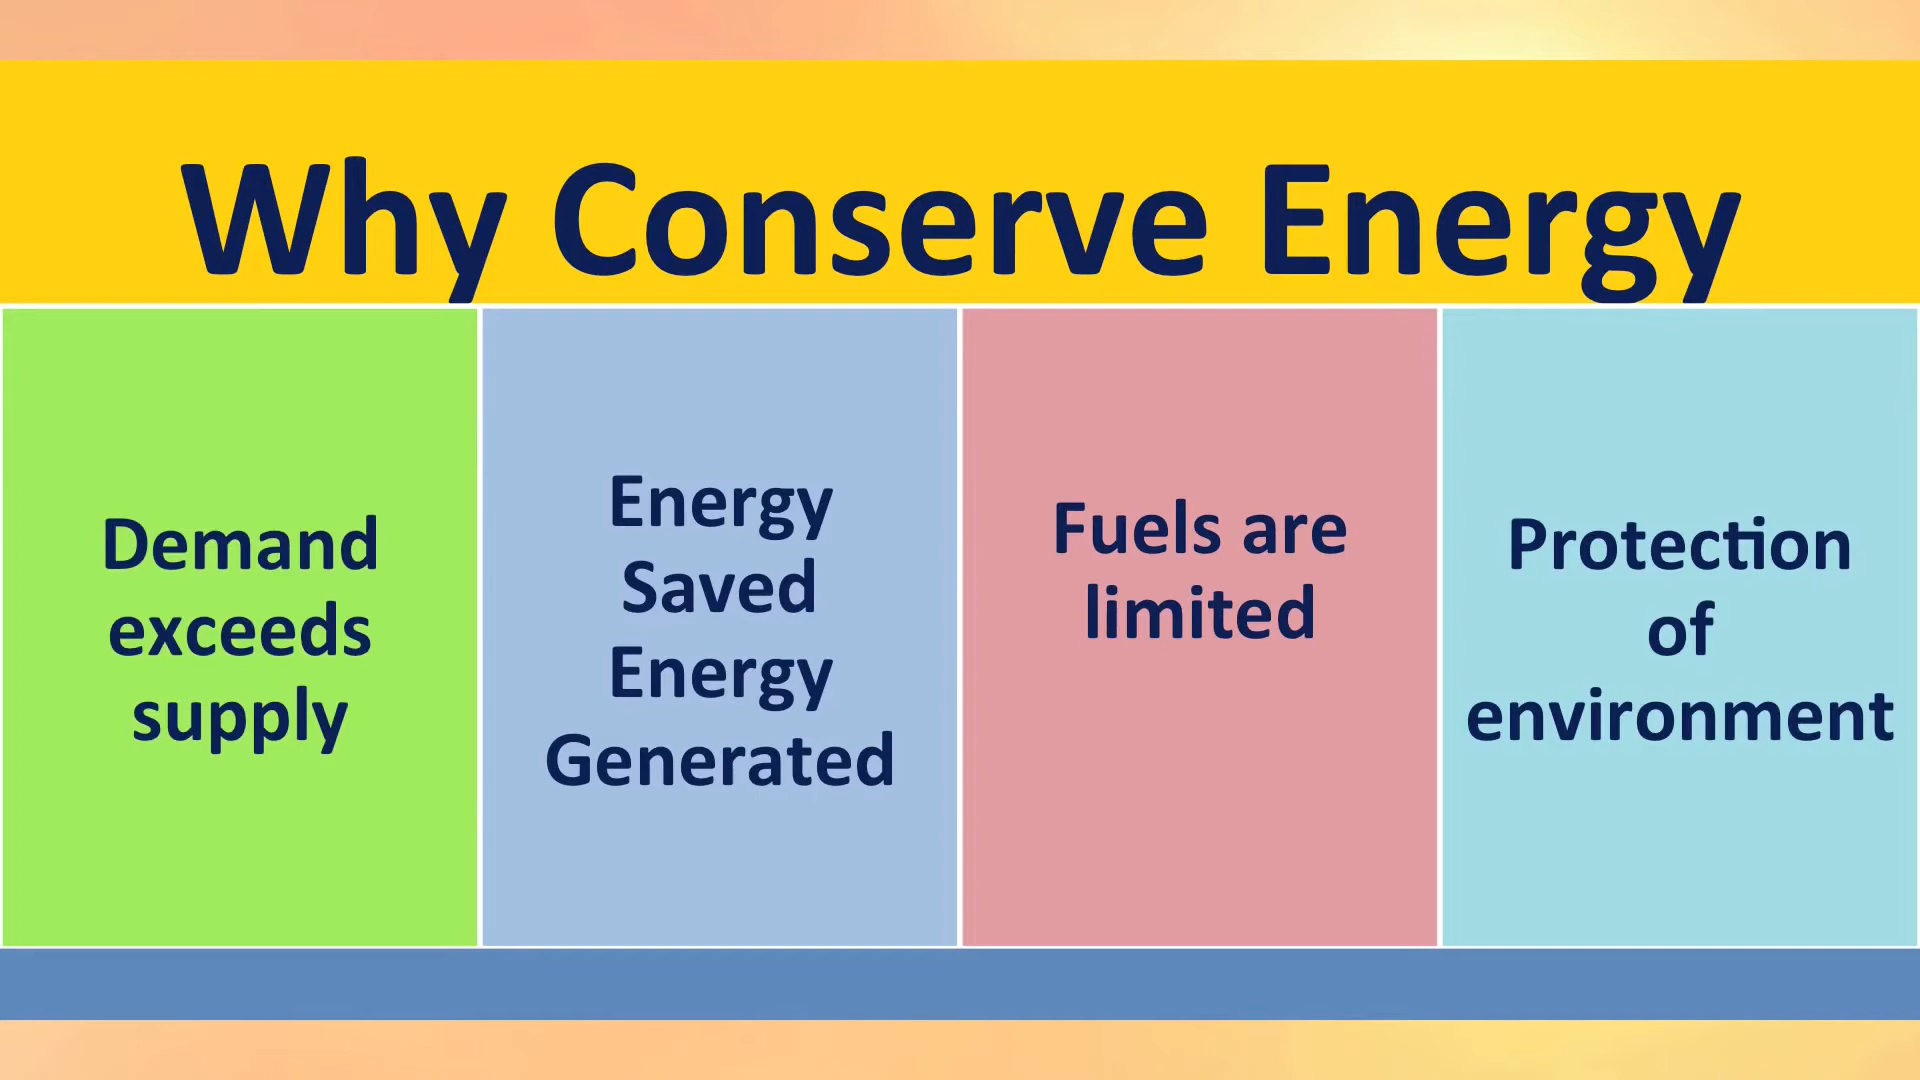 Why Conserve Energy
Demand
exceeds
supply
Energy
Saved
Energy
Generated
Fuels are
limited
Protection
of
environment